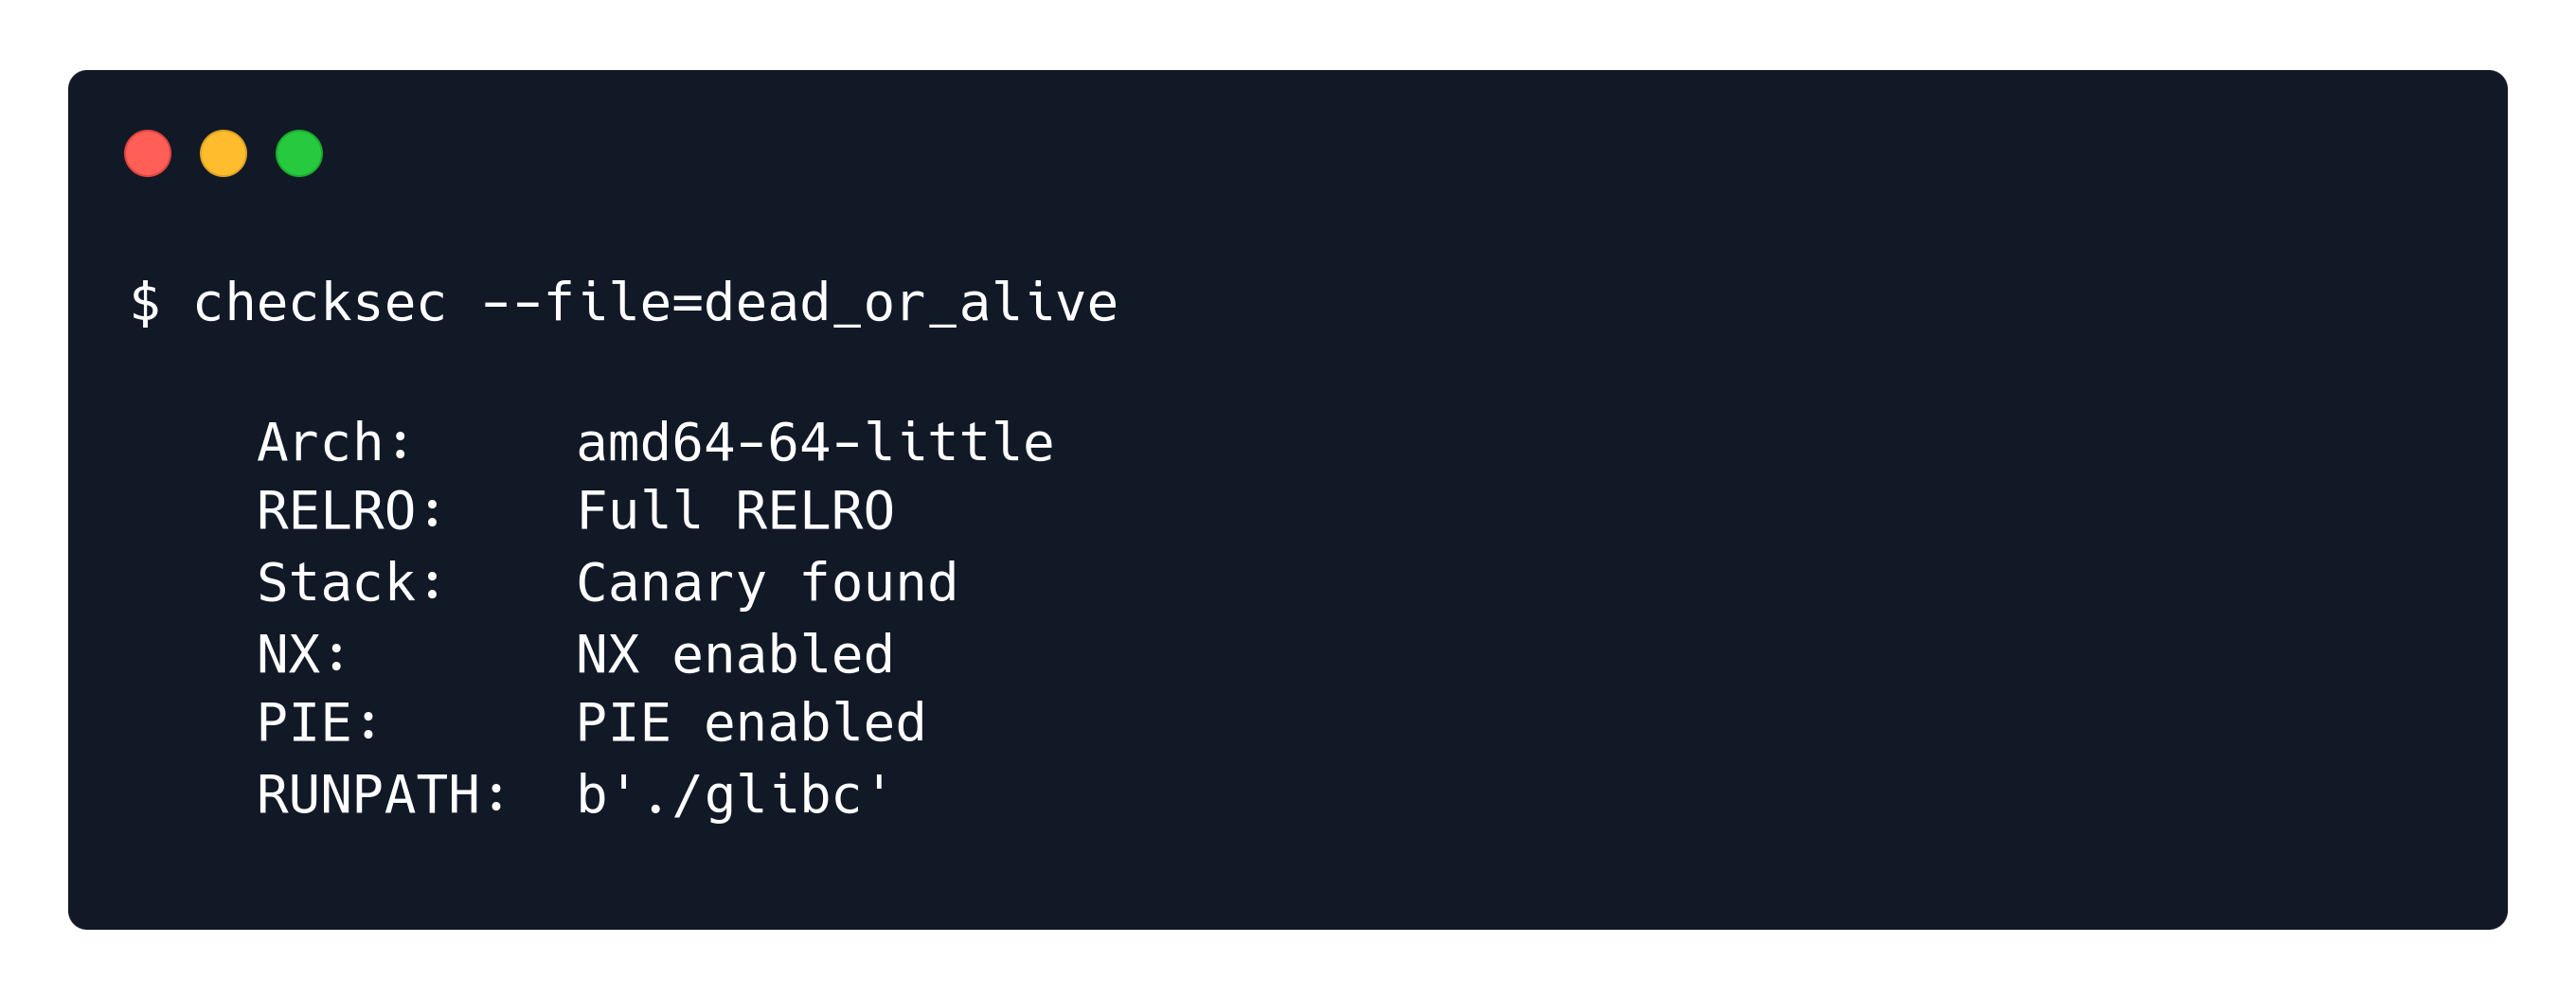 $ checksec --file=dead_or_alive
Arch:     amd64-64-little
RELRO:    Full RELRO
Stack:    Canary found
NX:       NX enabled
PIE:      PIE enabled
RUNPATH:  b'./glibc'